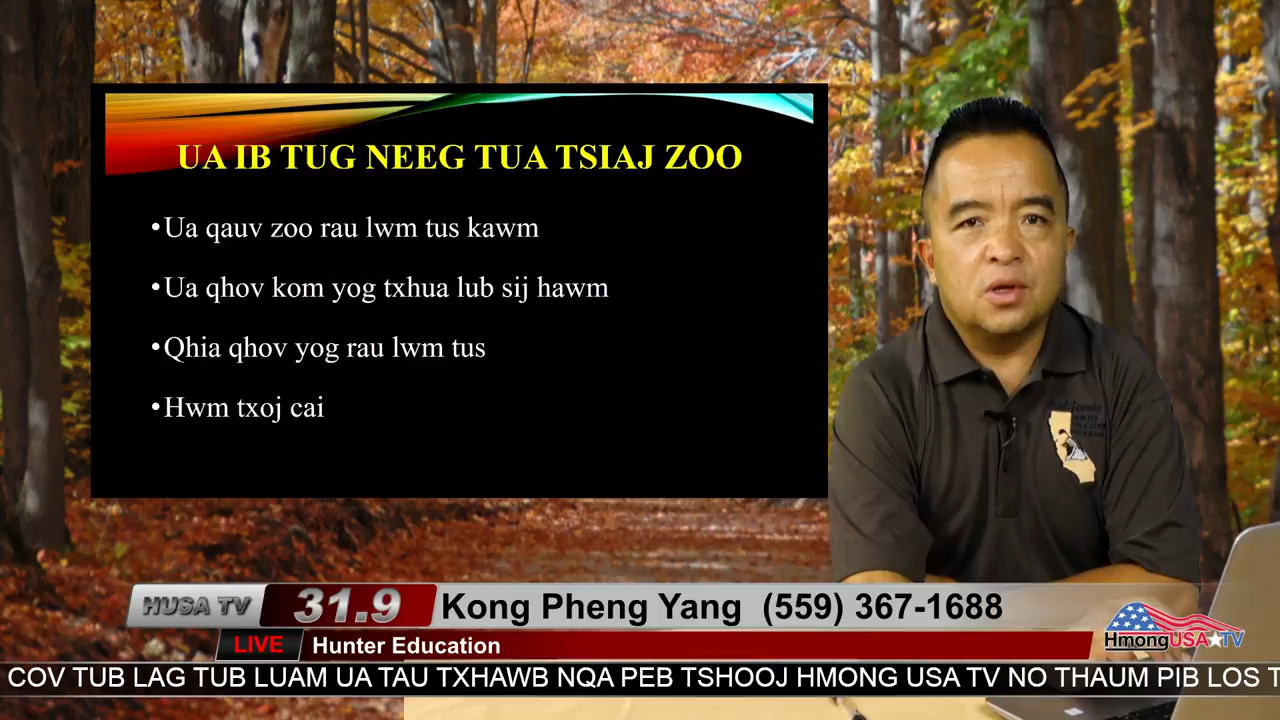 UA IB TUG NEEG TUA TSIAJ ZOO
•Ua qauv zoo rau lwm tus kawm
•Ua qhov kom yog txhua lub sij hawm
•Qhia qhov yog rau lwm tus
•Hwm txoj cai
California
HUSA TV 31.9 Kong Pheng Yang (559) 367-1688
LIVE Hunter Education
HmongUSA★TV
COV TUB LAG TUB LUAM UA TAU TXHAWB NQA PEB TSHOOJ HMONG USA TV NO THAUM PIB LOS T